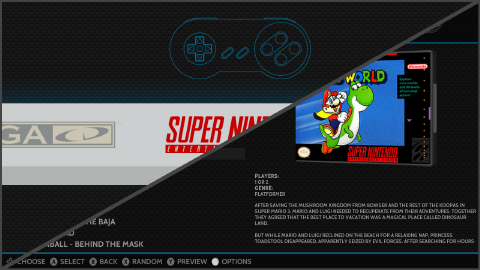 WORLD
Nintendo
GA CD
SUPER NINT
ENTERTAI
SUPER NINTENDO
PLAYERS:
1 OR 2
GENRE:
PLATFORMER
AFTER SAVING THE MUSHROOM KINGDOM FROM BOWSER AND THE REST OF THE KOOPAS IN
SUPER MARIO 3, MARIO AND LUIGI NEEDED TO RECUPERATE FROM THEIR ADVENTURES. TOGETHER
THEY AGREED THAT THE BEST PLACE TO VACATION WAS A MAGICAL PLACE CALLED DINOSAUR
LAND.
BUT WHILE MARIO AND LUIGI RECLINED ON THE BEACH FOR A RELAXING NAP, PRINCESS
TOADSTOOL DISAPPEARED, APPARENTLY SEIZED BY EVIL FORCES. AFTER SEARCHING FOR HOURS
E BAJA
D
BALL - BEHIND THE MASK
CHOOSE A SELECT B BACK X RANDOM Y PREVIEW OPTIONS